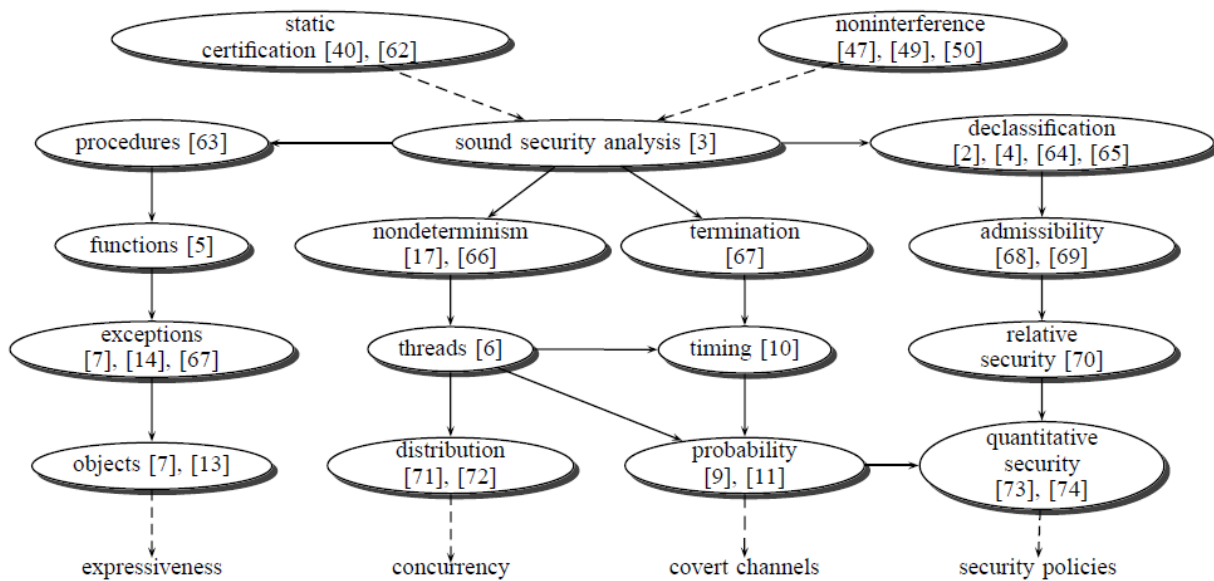 static
certification [40], [62]
noninterference
[47], [49], [50]
procedures [63]
sound security analysis [3]
declassification
[2], [4], [64], [65]
functions [5]
nondeterminism
[17], [66]
termination
[67]
admissibility
[68], [69]
exceptions
[7], [14], [67]
threads [6]
timing [10]
relative
security [70]
objects [7], [13]
distribution
[71], [72]
probability
[9], [11]
quantitative
security
[73], [74]
expressiveness
concurrency
covert channels
security policies